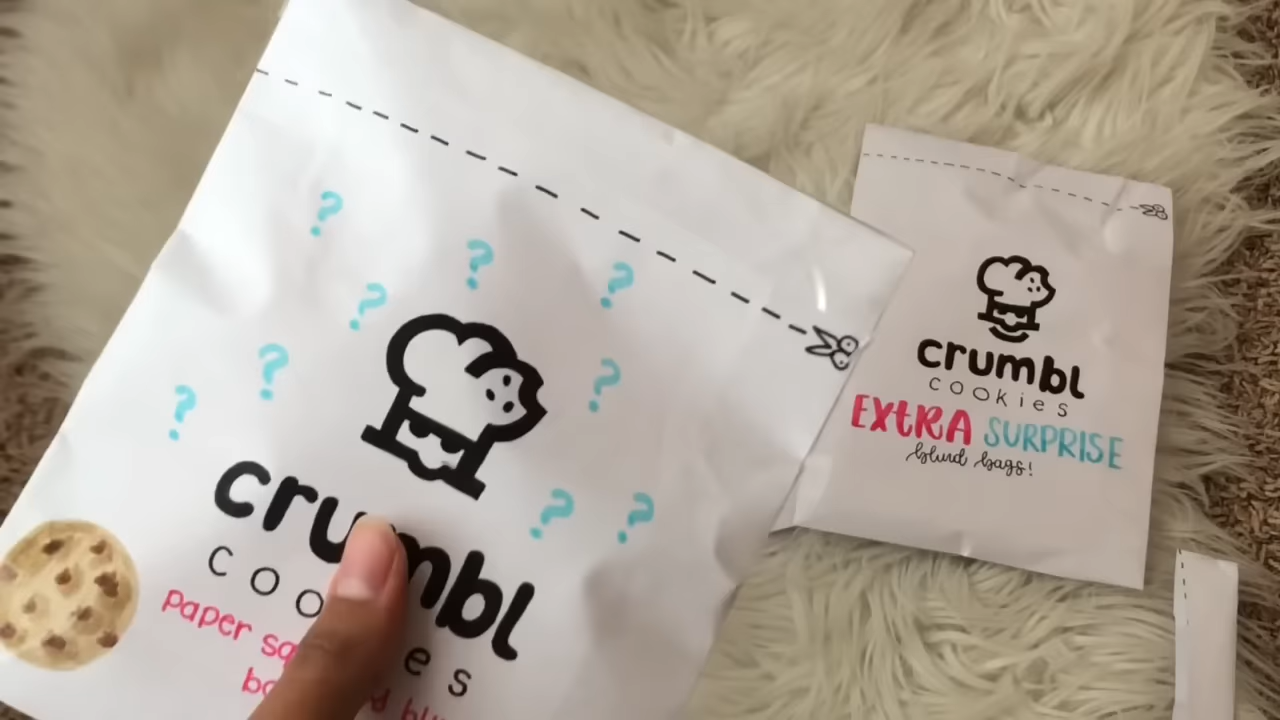 ? ? ? ? ? ? ? ? ?
crumbl
cookies
paper
crumbl
cookies
EXTRA SURPRISE
blind bags!